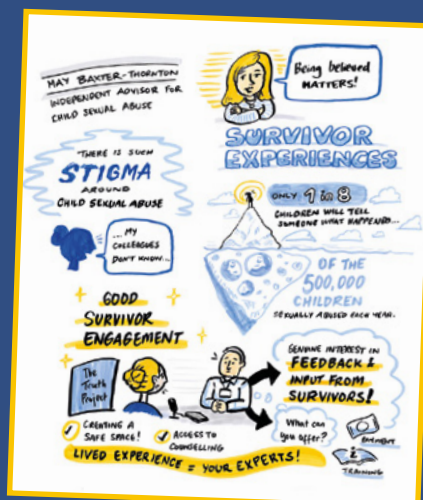 MAY BAXTER-THORNTON
INDEPENDENT ADVISOR FOR
CHILD SEXUAL ABUSE
Being believed
MATTERS!
SURVIVOR
EXPERIENCES
"THERE IS SUCH
STIGMA
AROUND
CHILD SEXUAL ABUSE
ONLY 1 in 8
CHILDREN WILL TELL
SOMEONE WHAT HAPPENED...
... MY
COLLEAGUES
DON'T KNOW...
OF THE
500,000
CHILDREN
SEXUALLY ABUSED EACH YEAR.
GOOD
SURVIVOR
ENGAGEMENT
The
Truth
Project
GENUINE INTEREST IN
FEEDBACK &
INPUT FROM
SURVIVORS!
CREATING A
SAFE SPACE!
ACCESS TO
COUNSELLING
What can
you offer?
PAYMENT
TRAINING
LIVED EXPERIENCE = YOUR EXPERTS!